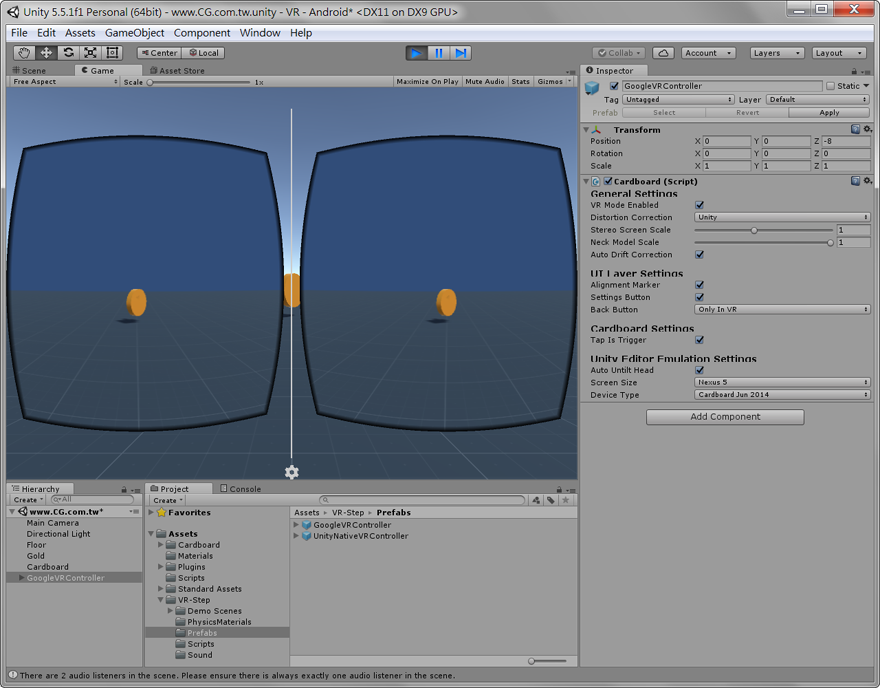 Unity 5.5.1f1 Personal (64bit) - www.CG.com.tw.unity - VR - Android* <DX11 on DX9 GPU>
File Edit Assets GameObject Component Window Help
Center Local Collab Account Layers Layout
Scene Game Asset Store
Free Aspect Scale 1x Maximize On Play Mute Audio Stats Gizmos
Inspector
GoogleVRController Static
Tag Untagged Layer Default
Prefab Select Revert Apply
Transform
Position X 0 Y 0 Z -8
Rotation X 0 Y 0 Z 0
Scale X 1 Y 1 Z 1
Cardboard (Script)
General Settings
VR Mode Enabled
Distortion Correction Unity
Stereo Screen Scale 1
Neck Model Scale 1
Auto Drift Correction
UI Layer Settings
Alignment Marker
Settings Button
Back Button Only In VR
Cardboard Settings
Tap Is Trigger
Unity Editor Emulation Settings
Auto Untilt Head
Screen Size Nexus 5
Device Type Cardboard Jun 2014
Add Component
Hierarchy
Create All
www.CG.com.tw*
Main Camera
Directional Light
Floor
Gold
Cardboard
GoogleVRController
Project Console
Create
Favorites
Assets
Cardboard
Materials
Plugins
Scripts
Standard Assets
VR-Step
Demo Scenes
PhysicsMaterials
Prefabs
Scripts
Sound
Assets VR-Step Prefabs
GoogleVRController
UnityNativeVRController
There are 2 audio listeners in the scene. Please ensure there is always exactly one audio listener in the scene.